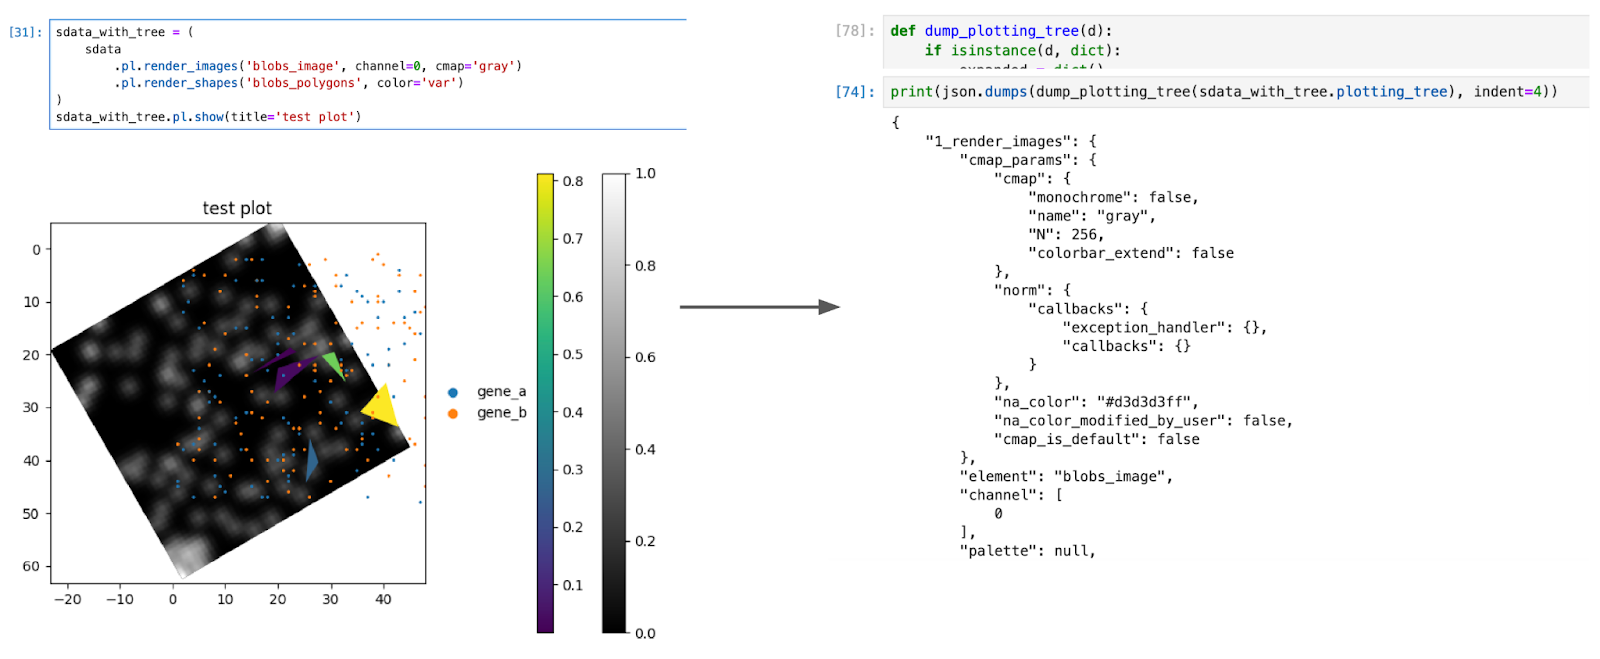 [31]: sdata_with_tree = (
    sdata
        .pl.render_images('blobs_image', channel=0, cmap='gray')
        .pl.render_shapes('blobs_polygons', color='var')
)
sdata_with_tree.pl.show(title='test plot')
test plot
0
10
20
30
40
50
60
−20 −10 0 10 20 30 40
gene_a
gene_b
0.8
0.7
0.6
0.5
0.4
0.3
0.2
0.1
1.0
0.8
0.6
0.4
0.2
0.0
[78]: def dump_plotting_tree(d):
    if isinstance(d, dict):
        expanded = dict()
[74]: print(json.dumps(dump_plotting_tree(sdata_with_tree.plotting_tree), indent=4))
{
    "1_render_images": {
        "cmap_params": {
            "cmap": {
                "monochrome": false,
                "name": "gray",
                "N": 256,
                "colorbar_extend": false
            },
            "norm": {
                "callbacks": {
                    "exception_handler": {},
                    "callbacks": {}
                }
            },
            "na_color": "#d3d3d3ff",
            "na_color_modified_by_user": false,
            "cmap_is_default": false
        },
        "element": "blobs_image",
        "channel": [
            0
        ],
        "palette": null,